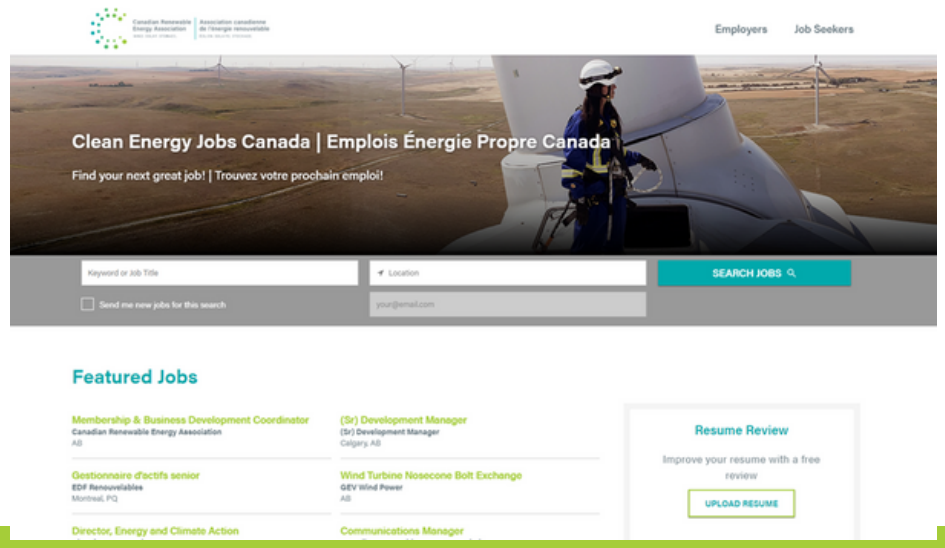 Canadian Renewable Energy Association
Association canadienne de l'énergie renouvelable
Employers
Job Seekers
Clean Energy Jobs Canada | Emplois Énergie Propre Canada
Find your next great job! | Trouvez votre prochain emploi!
Keyword or Job Title
Location
SEARCH JOBS
Send me new jobs for this search
your@email.com
Featured Jobs
Membership & Business Development Coordinator
Canadian Renewable Energy Association
AB
(Sr) Development Manager
(Sr) Development Manager
Calgary, AB
Gestionnaire d'actifs senior
EDF Renouvelables
Montreal, PQ
Wind Turbine Nosecone Bolt Exchange
GEV Wind Power
AB
Director, Energy and Climate Action
Communications Manager
Resume Review
Improve your resume with a free
review
UPLOAD RESUME